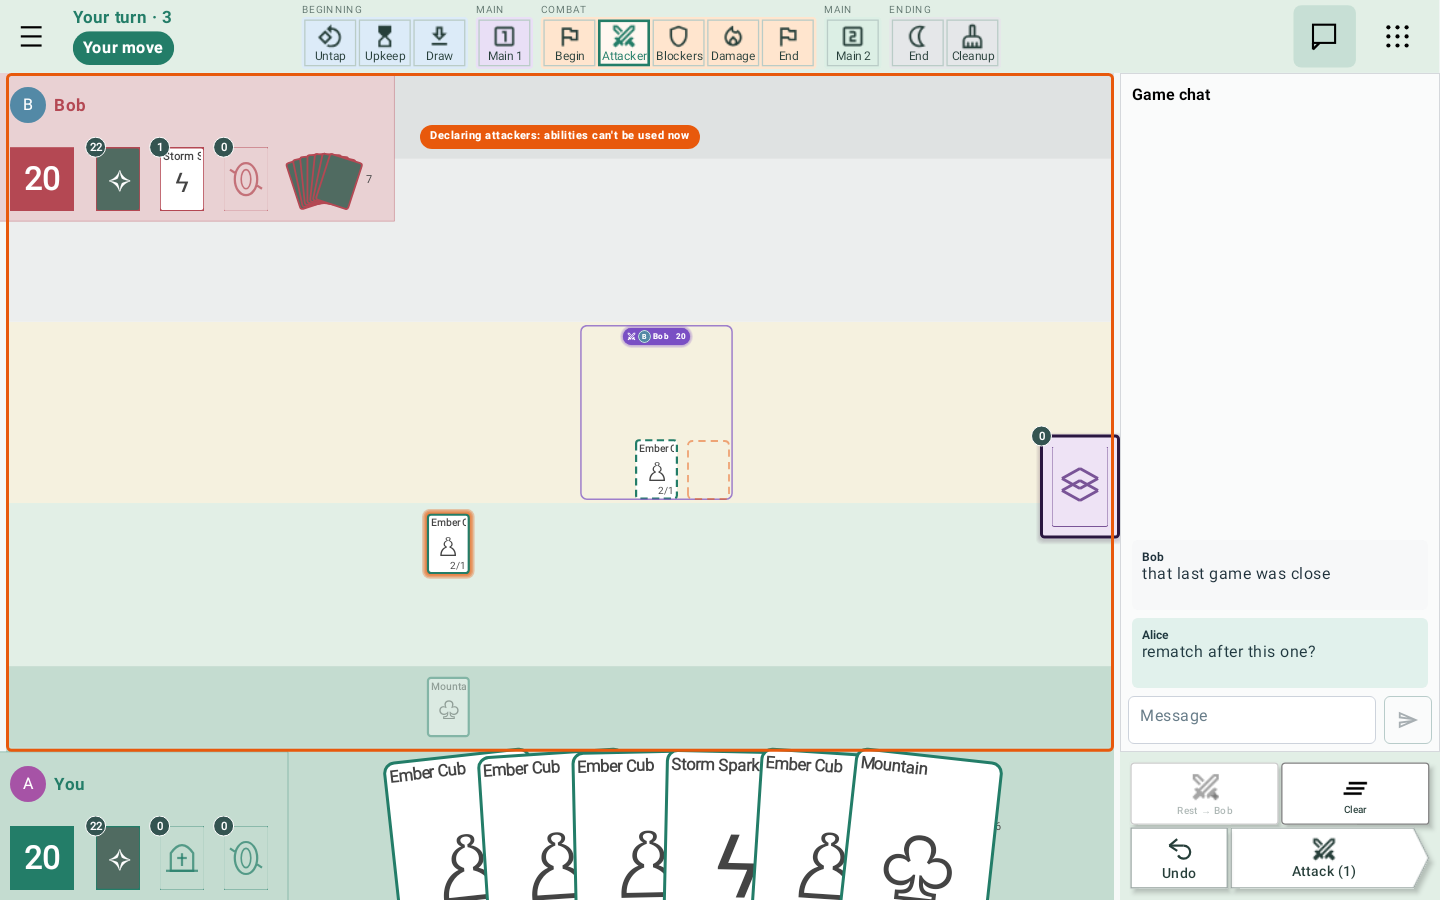 Your turn · 3
Your move
BEGINNING
Untap
Upkeep
Draw
MAIN
1
Main 1
COMBAT
Begin
Attacker
Blockers
Damage
End
MAIN
2
Main 2
ENDING
End
Cleanup
B
Bob
20
22
1
Storm S
0
7
Declaring attackers: abilities can't be used now
B Bob 20
Ember C
2/1
Ember C
2/1
0
Mounta
A
You
20
22
0
0
Ember Cub
Ember Cub
Ember Cub
Storm Spark
Ember Cub
Mountain
6
Game chat
Bob
that last game was close
Alice
rematch after this one?
Message
Rest → Bob
Clear
Undo
Attack (1)